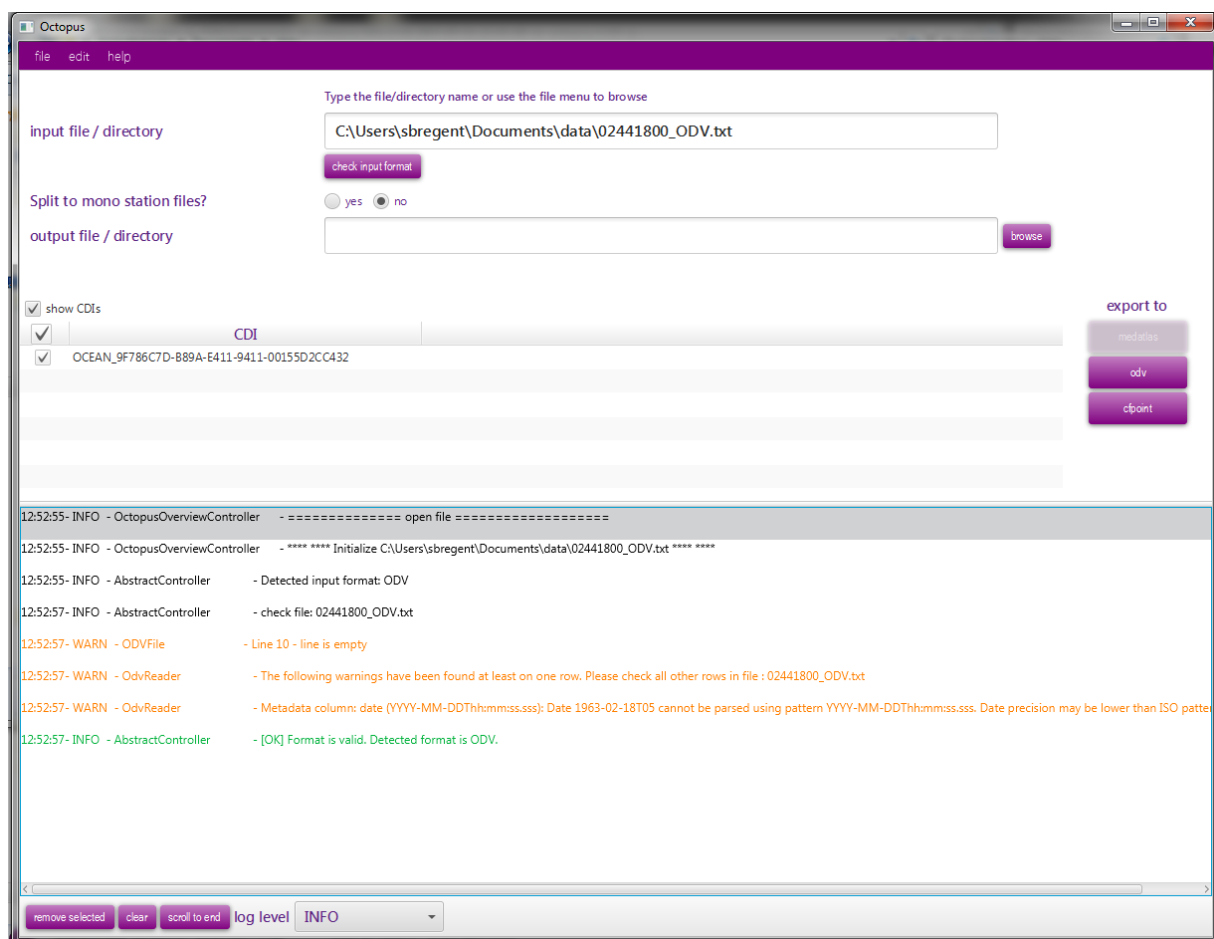 Octopus
file edit help
Type the file/directory name or use the file menu to browse
input file / directory C:\Users\sbregent\Documents\data\02441800_ODV.txt
check input format
Split to mono station files? yes no
output file / directory browse
show CDIs export to
CDI medatlas
OCEAN_9F786C7D-B89A-E411-9411-00155D2CC432
odv
cfpoint
12:52:55- INFO - OctopusOverviewController - ============== open file ===================
12:52:55- INFO - OctopusOverviewController - **** **** Initialize C:\Users\sbregent\Documents\data\02441800_ODV.txt **** ****
12:52:55- INFO - AbstractController - Detected input format: ODV
12:52:57- INFO - AbstractController - check file: 02441800_ODV.txt
12:52:57- WARN - ODVFile - Line 10 - line is empty
12:52:57- WARN - OdvReader - The following warnings have been found at least on one row. Please check all other rows in file : 02441800_ODV.txt
12:52:57- WARN - OdvReader - Metadata column: date (YYYY-MM-DDThh:mm:ss.sss): Date 1963-02-18T05 cannot be parsed using pattern YYYY-MM-DDThh:mm:ss.sss. Date precision may be lower than ISO patter
12:52:57- INFO - AbstractController - [OK] Format is valid. Detected format is ODV.
remove selected clear scroll to end log level INFO